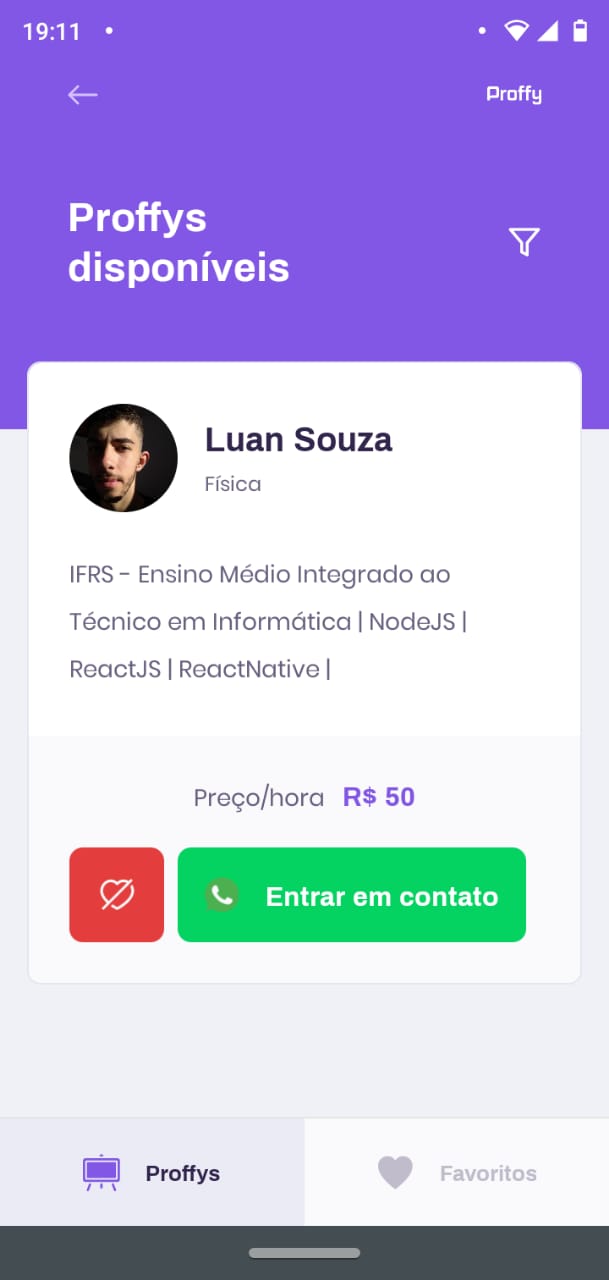 19:11
Proffy
Proffys
disponíveis
Luan Souza
Física
IFRS - Ensino Médio Integrado ao
Técnico em Informática | NodeJS |
ReactJS | ReactNative |
Preço/hora R$ 50
Entrar em contato
Proffys
Favoritos